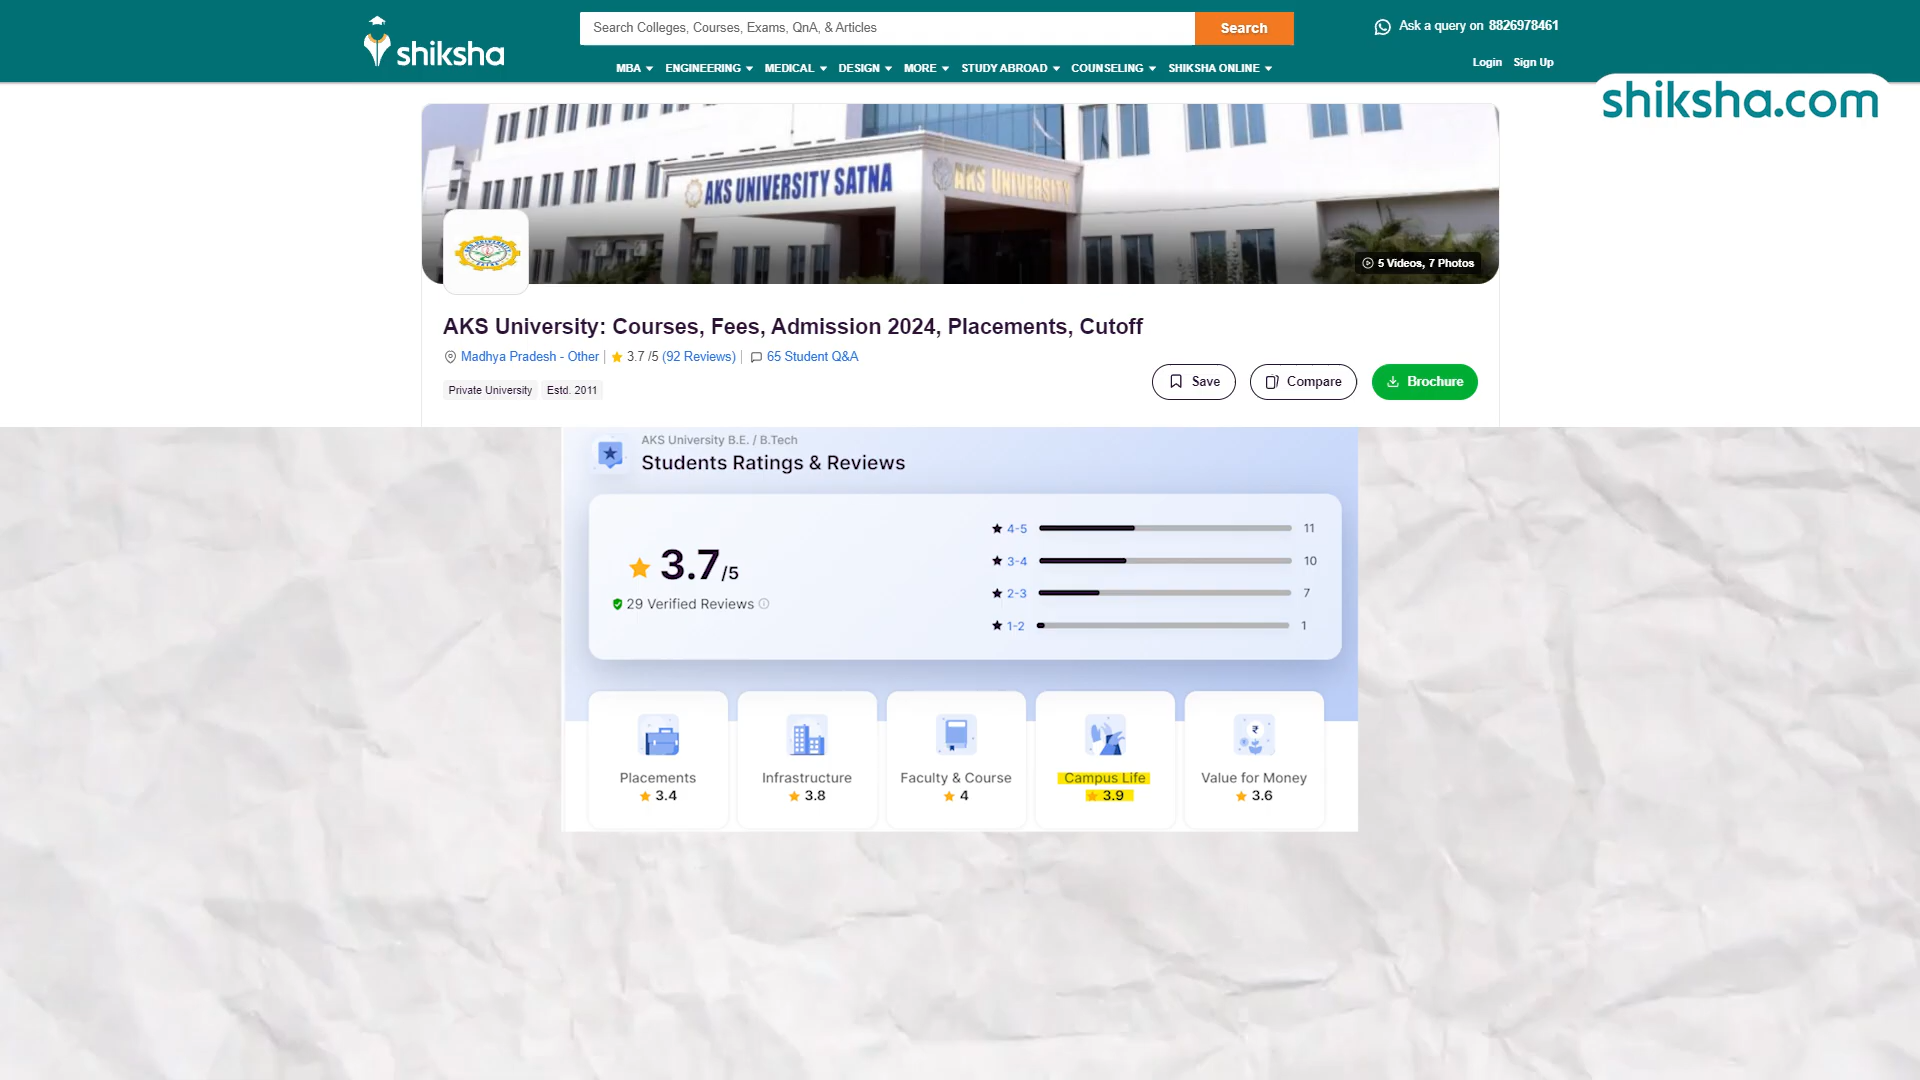 shiksha
Search Colleges, Courses, Exams, QnA, & Articles
Search
Ask a query on 8826978461
MBA ENGINEERING MEDICAL DESIGN MORE STUDY ABROAD COUNSELING SHIKSHA ONLINE
Login Sign Up
shiksha.com
AKS UNIVERSITY SATNA
AKS UNIVERSITY
5 Videos, 7 Photos
AKS University: Courses, Fees, Admission 2024, Placements, Cutoff
Madhya Pradesh - Other | 3.7 /5 (92 Reviews) | 65 Student Q&A
Private University Estd. 2011
Save Compare Brochure
AKS University B.E. / B.Tech
Students Ratings & Reviews
3.7/5
29 Verified Reviews
4-5 11
3-4 10
2-3 7
1-2 1
Placements
3.4
Infrastructure
3.8
Faculty & Course
4
Campus Life
3.9
Value for Money
3.6